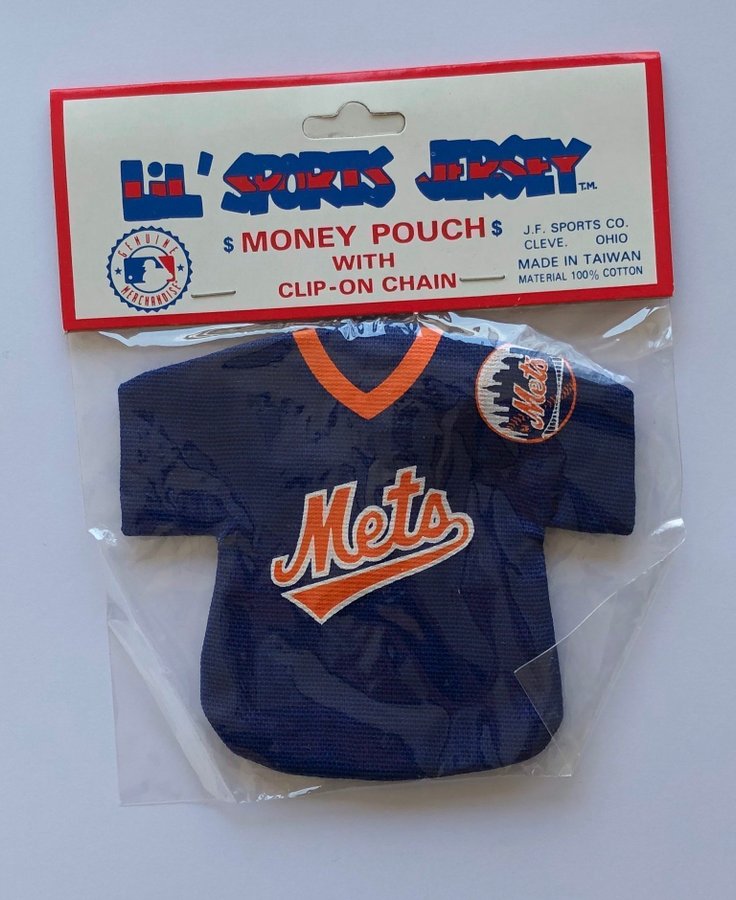 LIL' SPORTS JERSEY T.M.
$ MONEY POUCH $
WITH
CLIP-ON CHAIN
J.F. SPORTS CO.
CLEVE. OHIO
MADE IN TAIWAN
MATERIAL 100% COTTON
GENUINE
MERCHANDISE
Mets
Mets